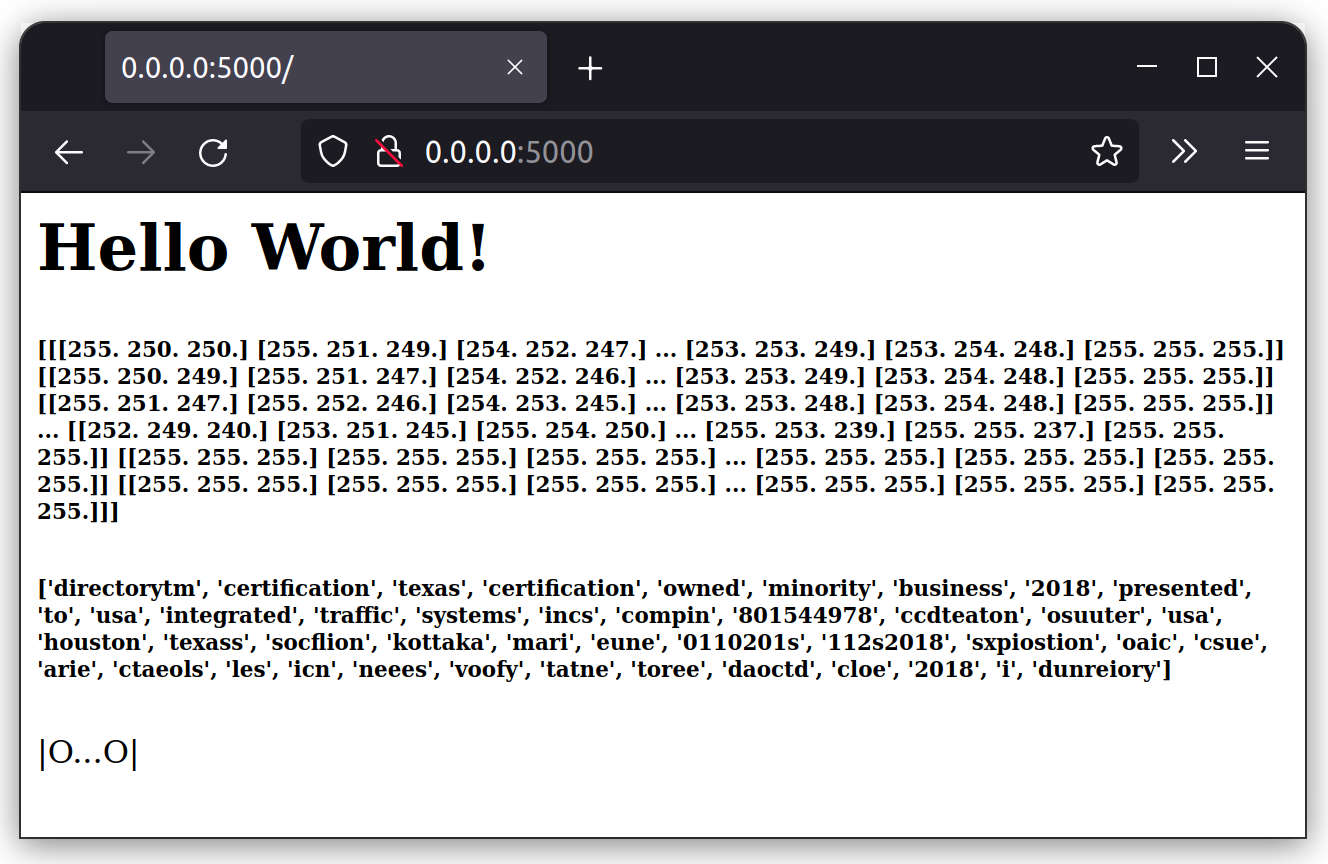 0.0.0.0:5000/
0.0.0.0:5000
Hello World!
[[[255. 250. 250.] [255. 251. 249.] [254. 252. 247.] ... [253. 253. 249.] [253. 254. 248.] [255. 255. 255.]]
[[255. 250. 249.] [255. 251. 247.] [254. 252. 246.] ... [253. 253. 249.] [253. 254. 248.] [255. 255. 255.]]
[[255. 251. 247.] [255. 252. 246.] [254. 253. 245.] ... [253. 253. 248.] [253. 254. 248.] [255. 255. 255.]]
... [[252. 249. 240.] [253. 251. 245.] [255. 254. 250.] ... [255. 253. 239.] [255. 255. 237.] [255. 255.
255.]] [[255. 255. 255.] [255. 255. 255.] [255. 255. 255.] ... [255. 255. 255.] [255. 255. 255.] [255. 255.
255.]] [[255. 255. 255.] [255. 255. 255.] [255. 255. 255.] ... [255. 255. 255.] [255. 255. 255.] [255. 255.
255.]]]
['directorytm', 'certification', 'texas', 'certification', 'owned', 'minority', 'business', '2018', 'presented',
'to', 'usa', 'integrated', 'traffic', 'systems', 'incs', 'compin', '801544978', 'ccdteaton', 'osuuter', 'usa',
'houston', 'texass', 'socflion', 'kottaka', 'mari', 'eune', '0110201s', '112s2018', 'sxpiostion', 'oaic', 'csue',
'arie', 'ctaeols', 'les', 'icn', 'neees', 'voofy', 'tatne', 'toree', 'daoctd', 'cloe', '2018', 'i', 'dunreiory']
|O...O|